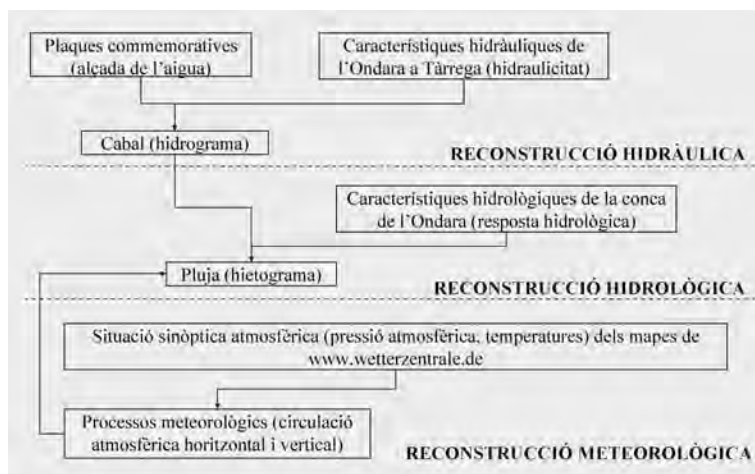 Plaques commemoratives
(alçada de l'aigua)
Característiques hidràuliques de
l'Ondara a Tàrrega (hidraulicitat)
Cabal (hidrograma)
RECONSTRUCCIÓ HIDRÀULICA
Característiques hidrològiques de la conca
de l'Ondara (resposta hidrològica)
Pluja (hietograma)
RECONSTRUCCIÓ HIDROLÒGICA
Situació sinòptica atmosfèrica (pressió atmosfèrica, temperatures) dels mapes de
www.wetterzentrale.de
Processos meteorològics (circulació
atmosfèrica horitzontal i vertical)
RECONSTRUCCIÓ METEOROLÒGICA